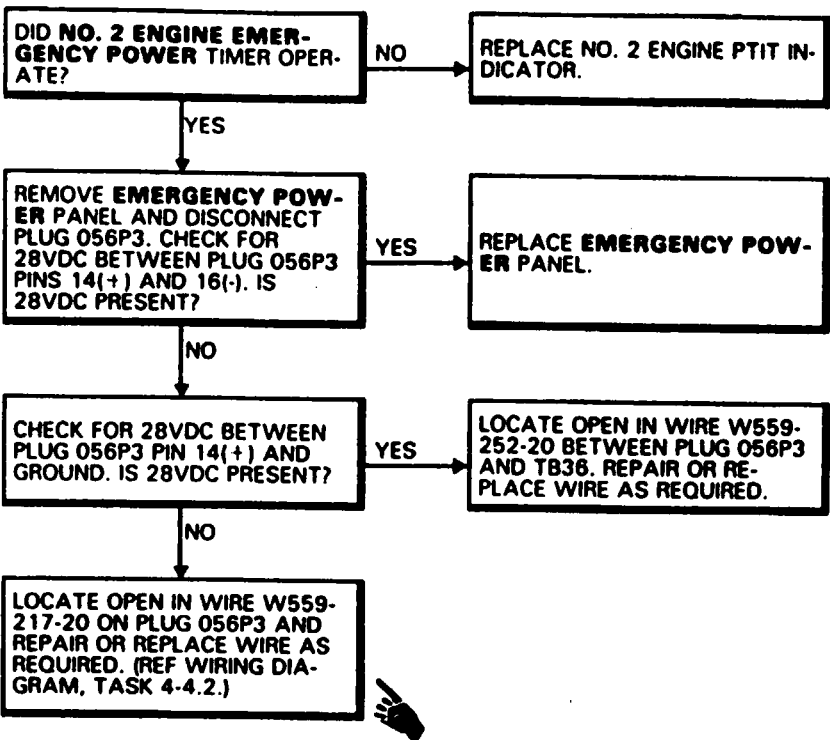 DID NO. 2 ENGINE EMER-
GENCY POWER TIMER OPER-
ATE?
NO
REPLACE NO. 2 ENGINE PTIT IN-
DICATOR.
YES
REMOVE EMERGENCY POW-
ER PANEL AND DISCONNECT
PLUG 056P3. CHECK FOR
28VDC BETWEEN PLUG 056P3
PINS 14(+) AND 16(-). IS
28VDC PRESENT?
YES
REPLACE EMERGENCY POW-
ER PANEL.
NO
CHECK FOR 28VDC BETWEEN
PLUG 056P3 PIN 14(+) AND
GROUND. IS 28VDC PRESENT?
YES
LOCATE OPEN IN WIRE W559-
252-20 BETWEEN PLUG 056P3
AND TB36. REPAIR OR RE-
PLACE WIRE AS REQUIRED.
NO
LOCATE OPEN IN WIRE W559-
217-20 ON PLUG 056P3 AND
REPAIR OR REPLACE WIRE AS
REQUIRED. (REF WIRING DIA-
GRAM, TASK 4-4.2.)